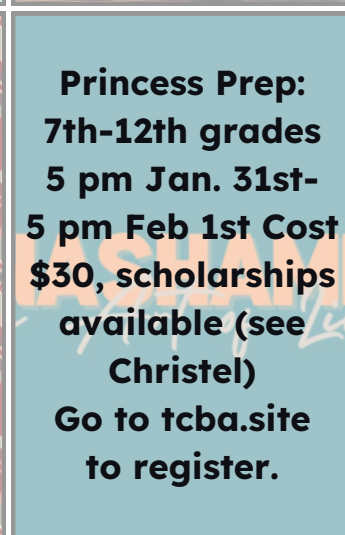 Princess Prep:
7th-12th grades
5 pm Jan. 31st-
5 pm Feb 1st Cost
$30, scholarships
available (see
Christel)
Go to tcba.site
to register.